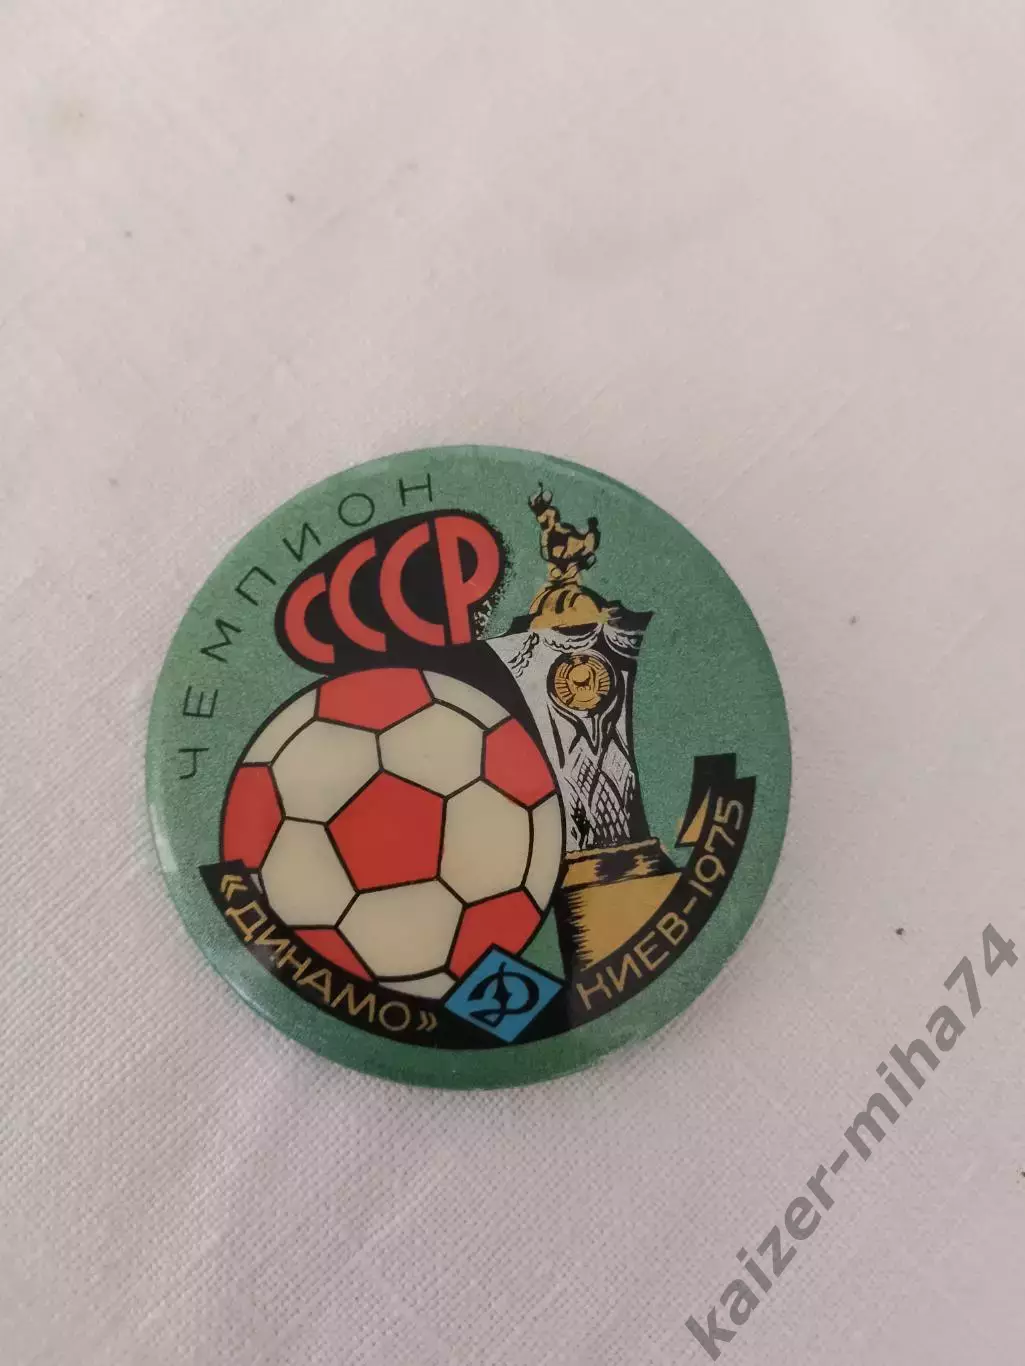 ЧЕМПИОН
СССР
«ДИНАМО»
Д
КИЕВ-1975
kaizer-miha74